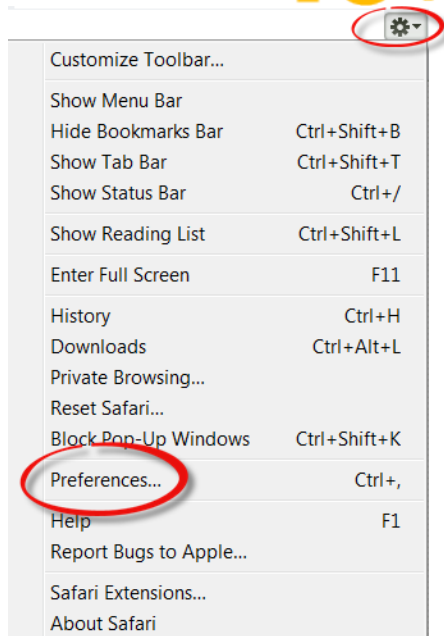 Customize Toolbar...
Show Menu Bar
Hide Bookmarks Bar Ctrl+Shift+B
Show Tab Bar Ctrl+Shift+T
Show Status Bar Ctrl+/
Show Reading List Ctrl+Shift+L
Enter Full Screen F11
History Ctrl+H
Downloads Ctrl+Alt+L
Private Browsing...
Reset Safari...
Block Pop-Up Windows Ctrl+Shift+K
Preferences... Ctrl+,
Help F1
Report Bugs to Apple...
Safari Extensions...
About Safari